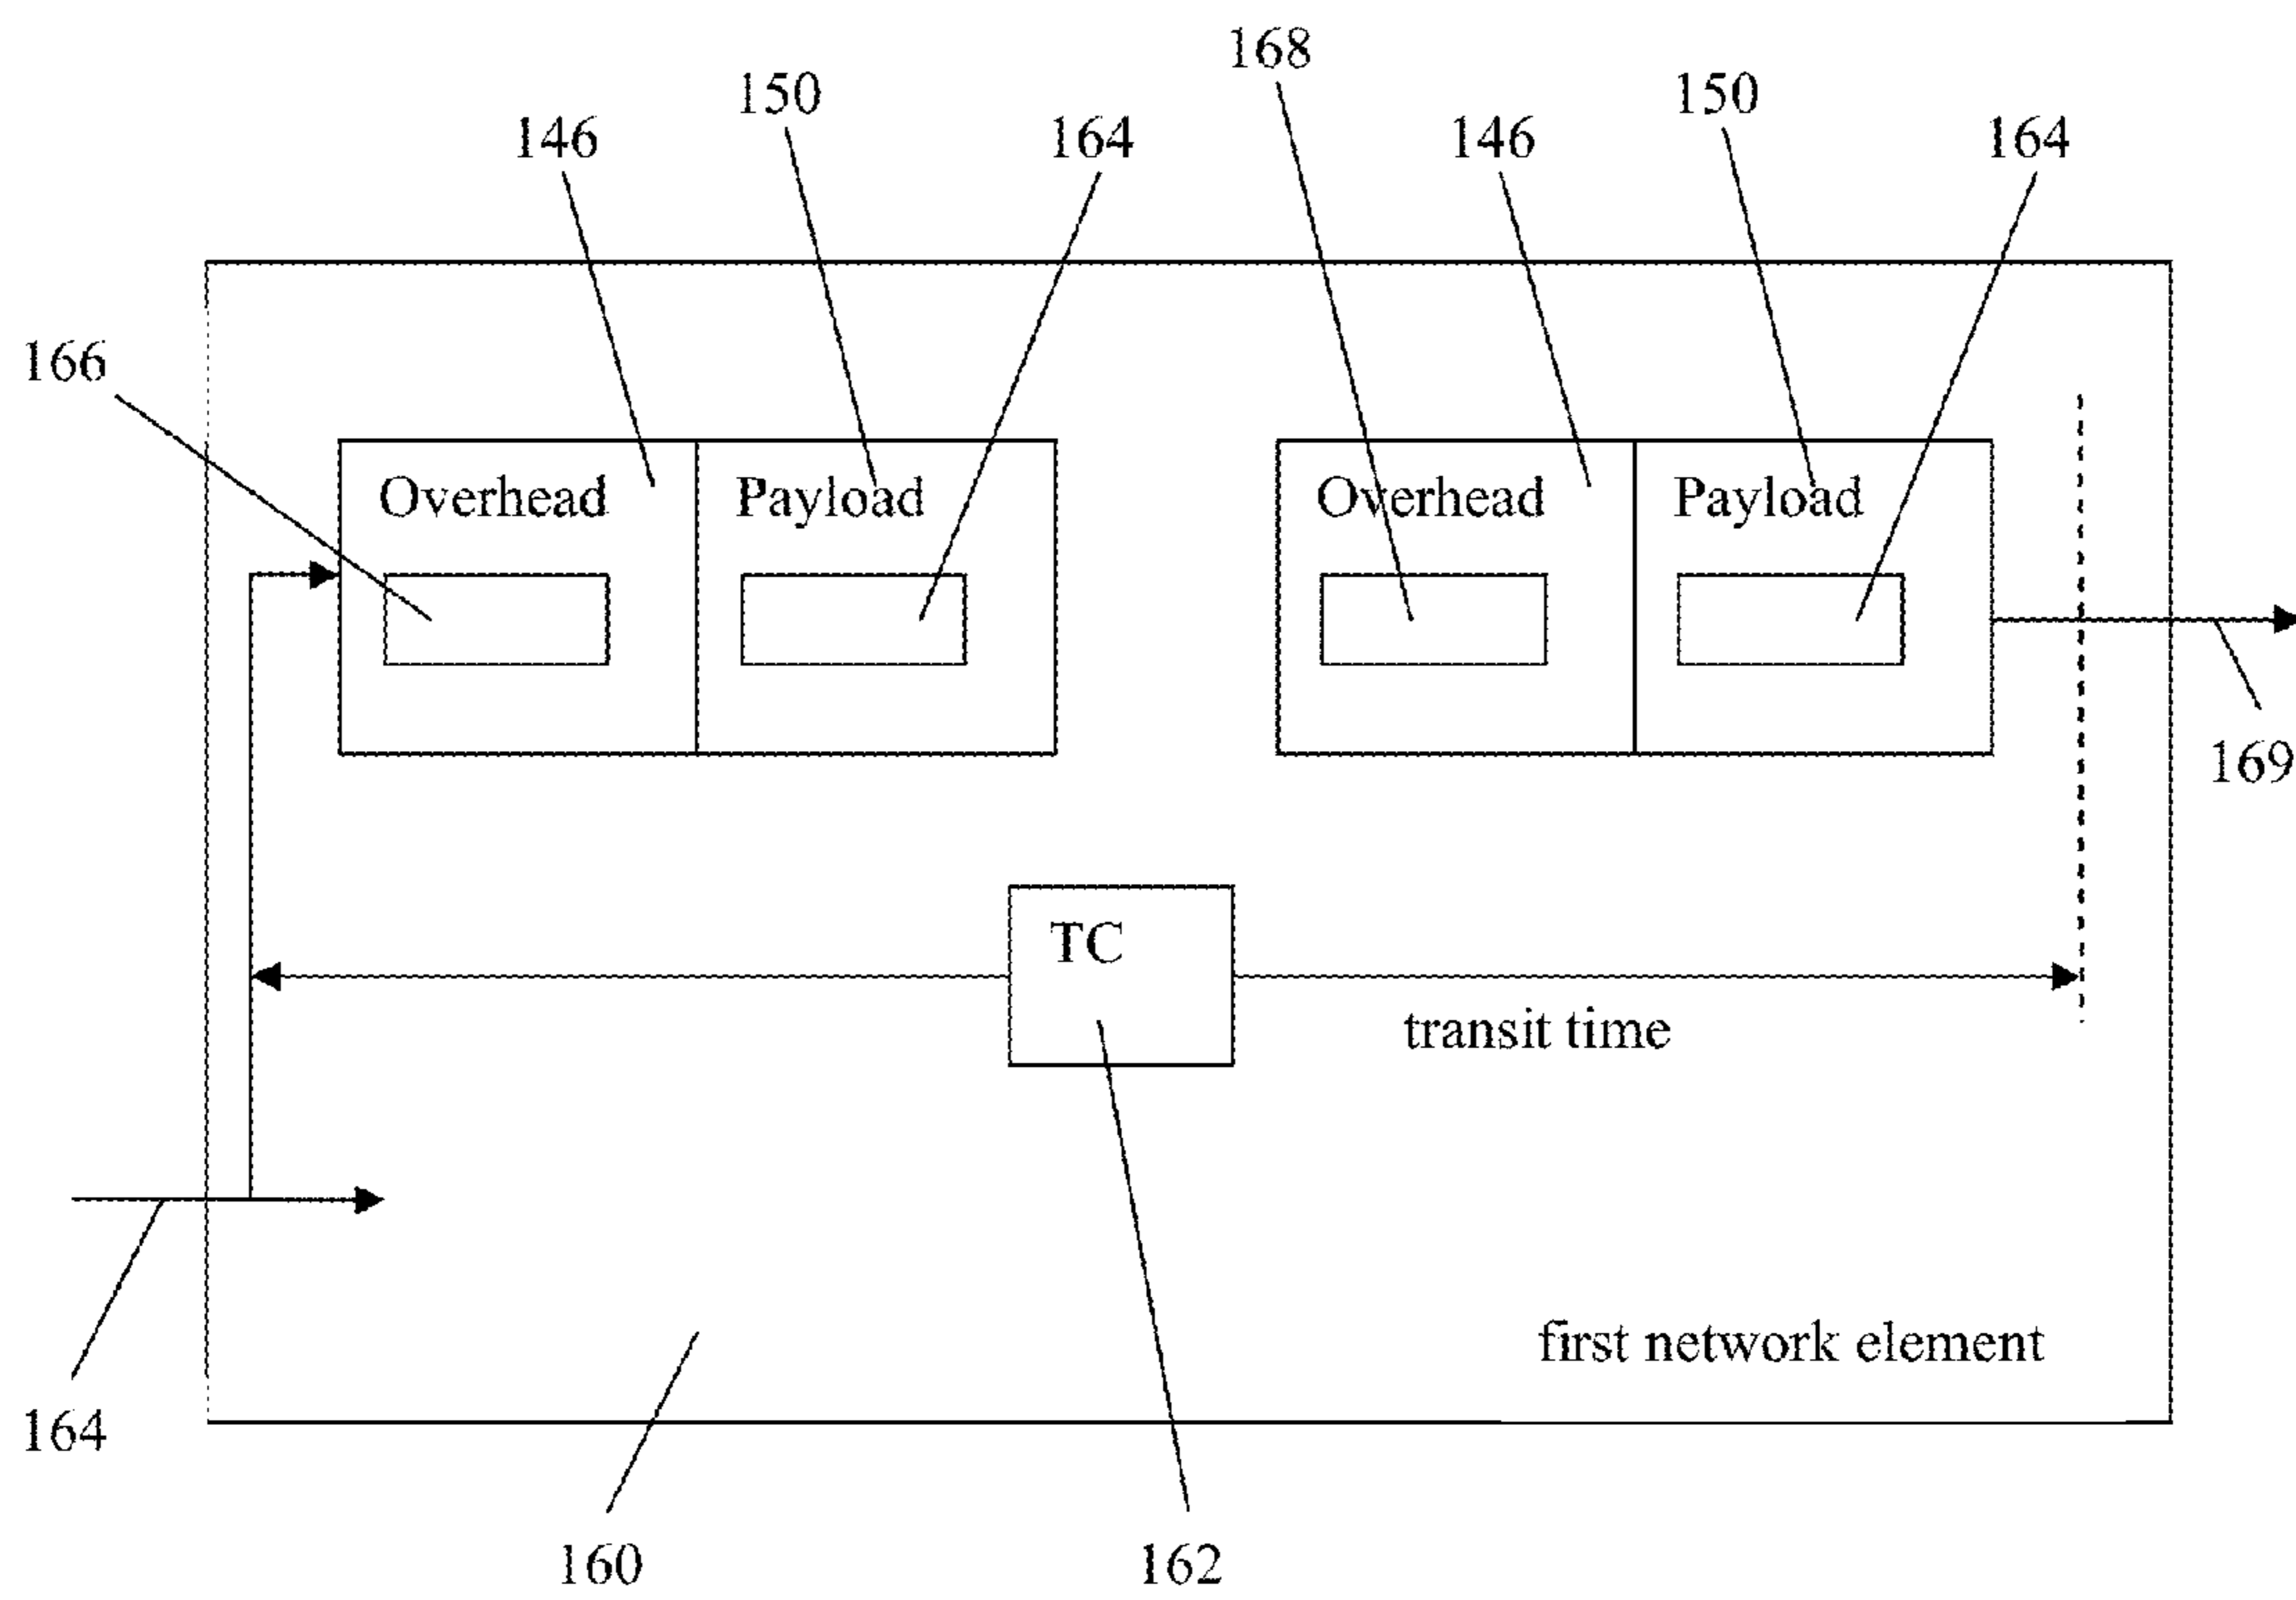 168
150
150
146
164
146
164
166
Overhead
Payload
Overhead
Payload
169
TC
transit time
first network element
164
160
162